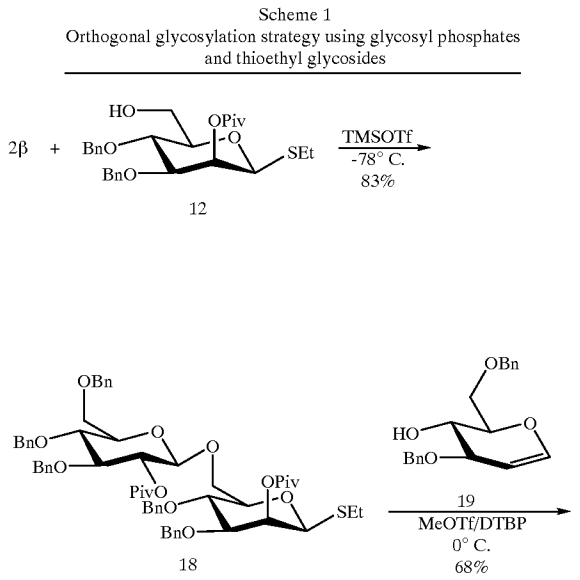 Scheme 1
Orthogonal glycosylation strategy using glycosyl phosphates
and thioethyl glycosides
2β + HO OPiv O BnO BnO SEt TMSOTf
-78° C.
83%
12
OBn
OBn
O
BnO O
HO O
BnO
BnO PivO OPiv
BnO O
BnO SEt
19
MeOTf/DTBP
0° C.
68%
18